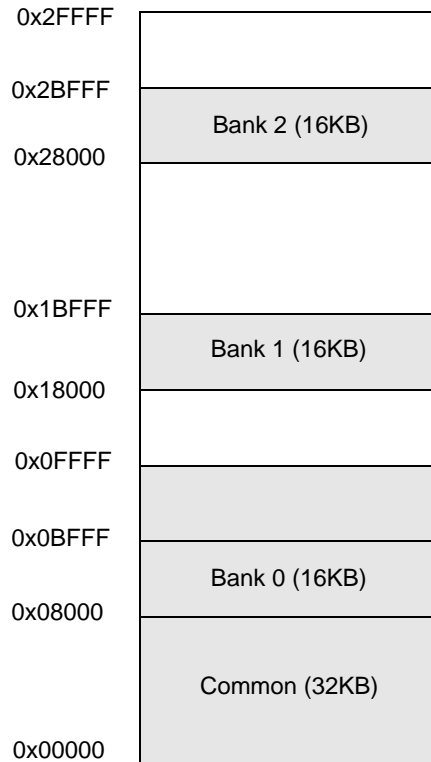 0x2FFFF
0x2BFFF
Bank 2 (16KB)
0x28000
0x1BFFF
Bank 1 (16KB)
0x18000
0x0FFFF
0x0BFFF
Bank 0 (16KB)
0x08000
Common (32KB)
0x00000